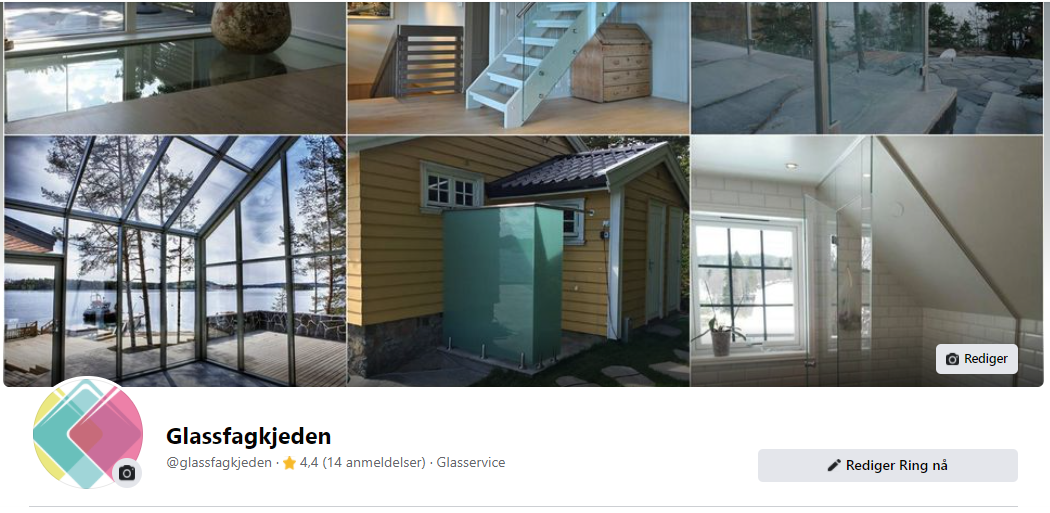 Rediger
Glassfagkjeden
@glassfagkjeden · ⭐ 4,4 (14 anmeldelser) · Glasservice
Rediger Ring nå